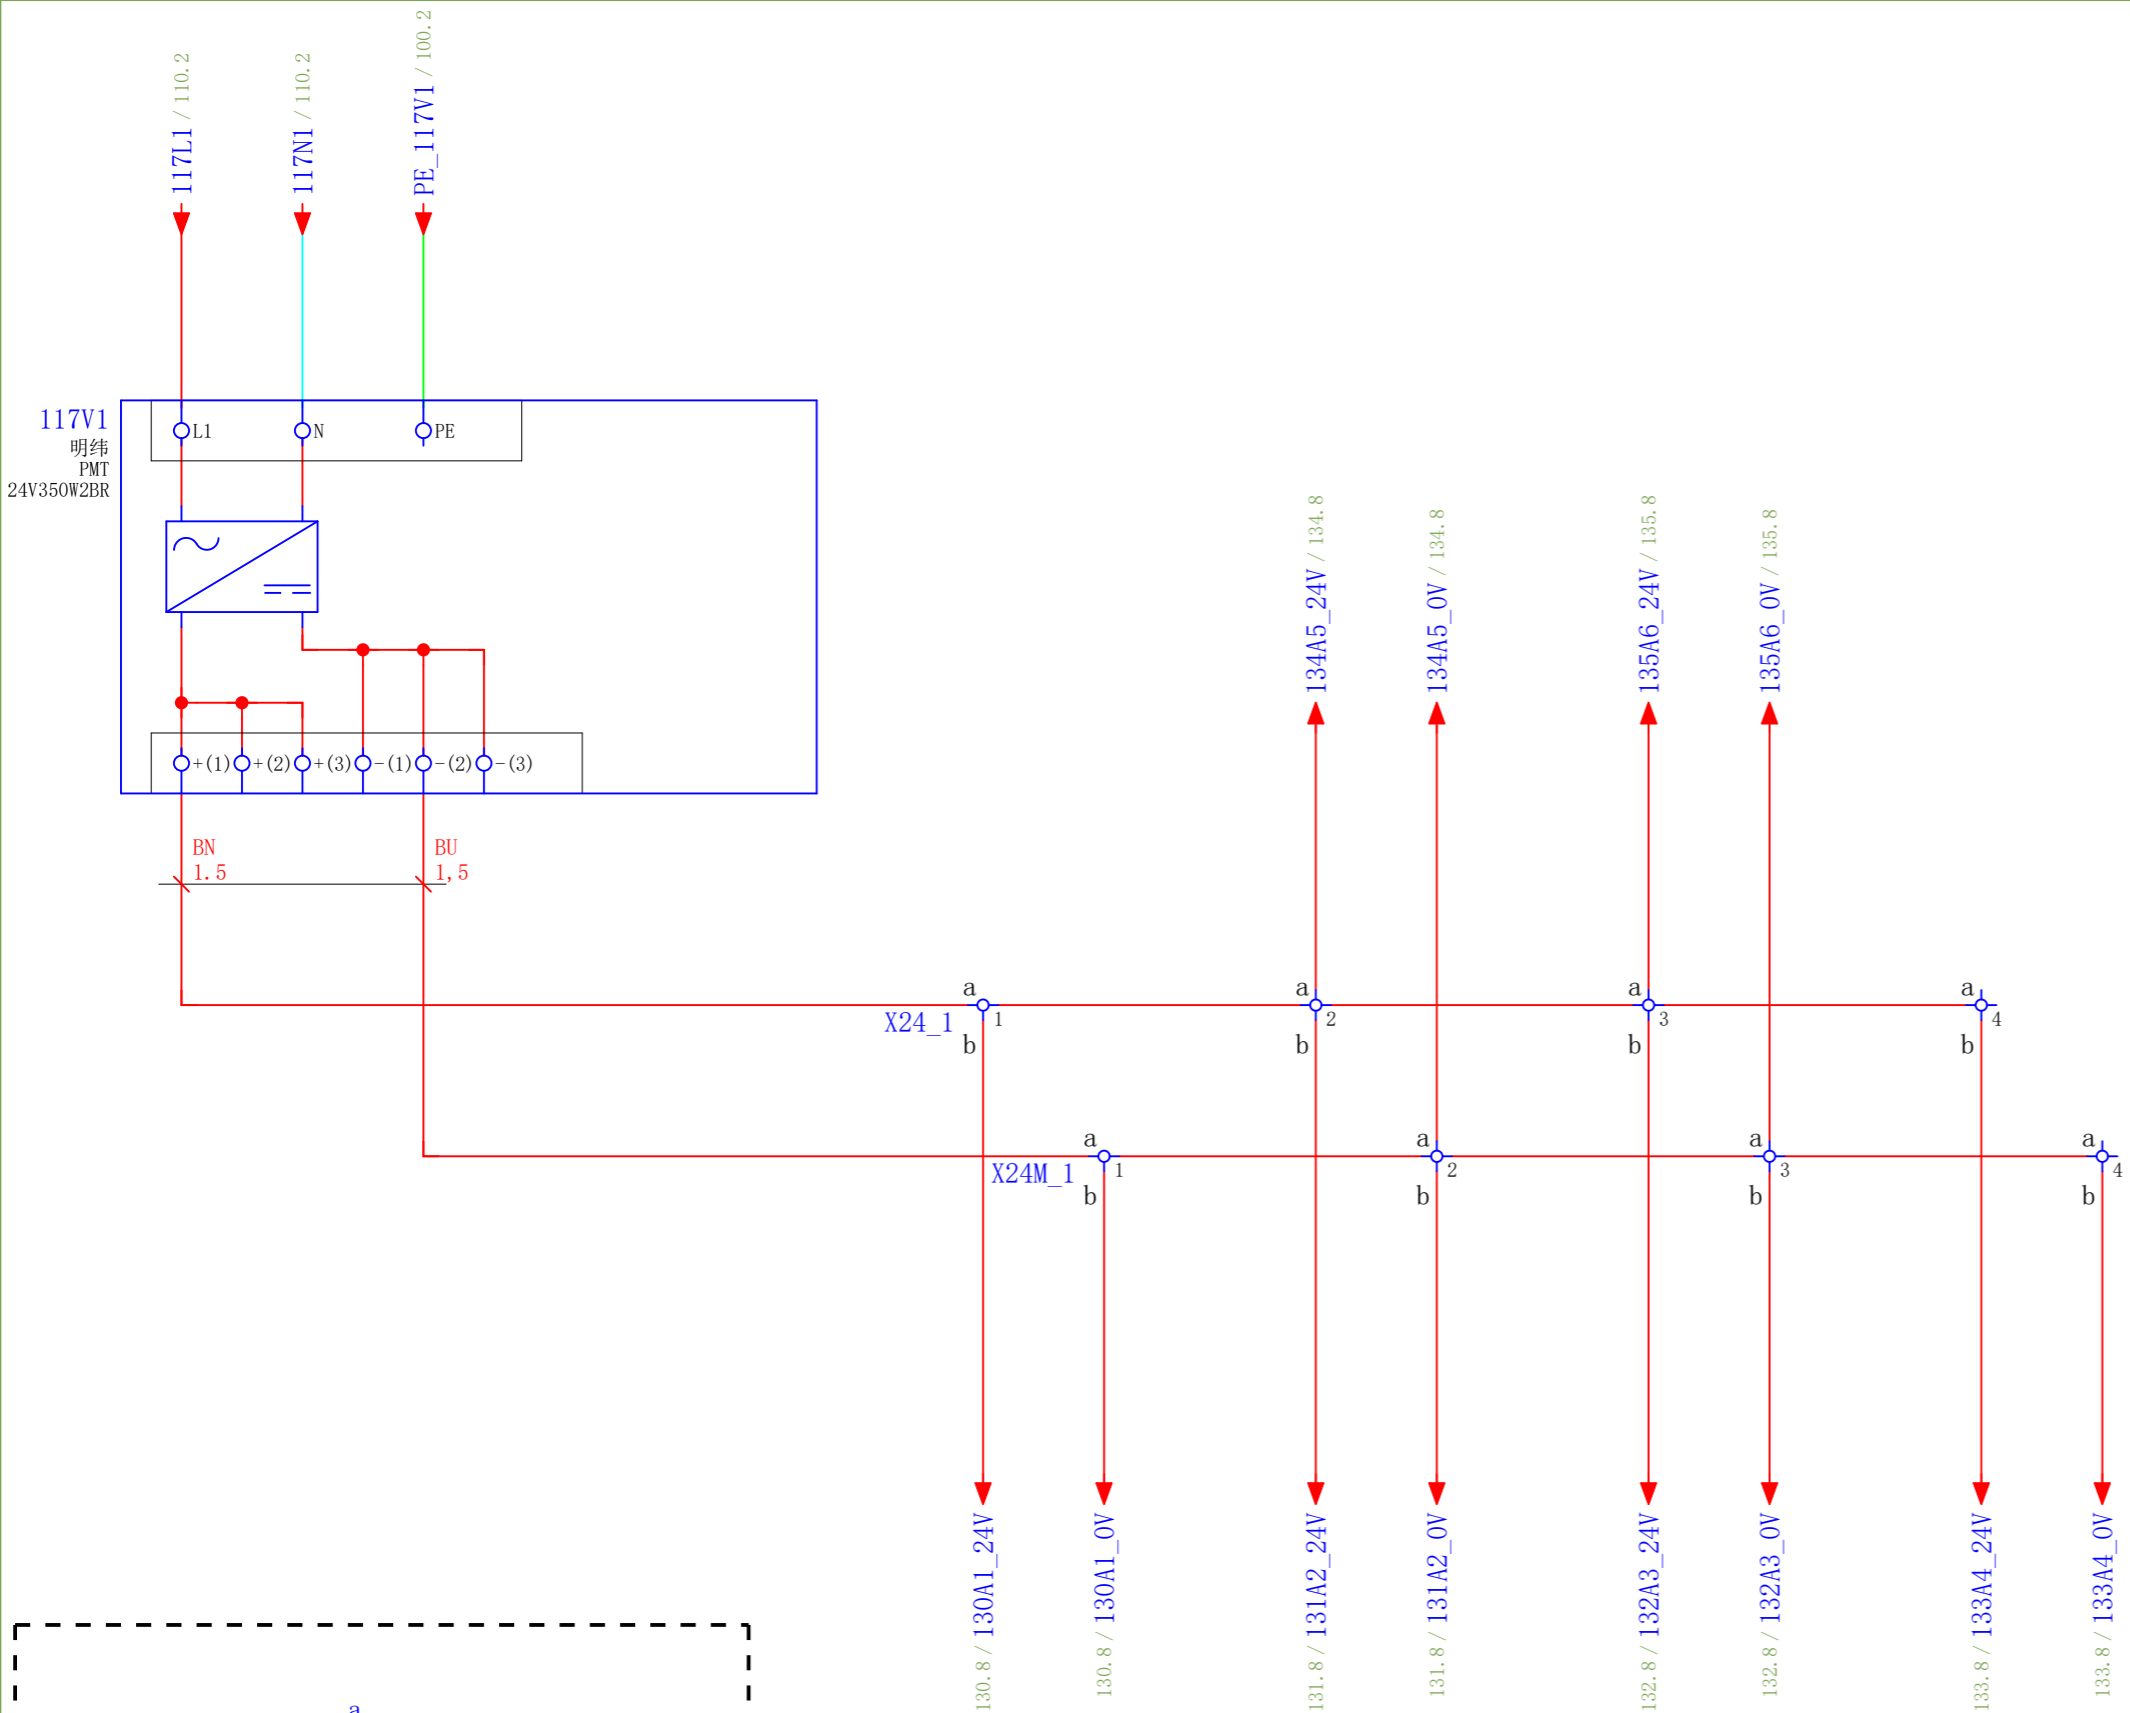 117L1 / 110.2
117N1 / 110.2
PE_117V1 / 100.2
117V1
明纬
PMT
24V350W2BR
L1
N
PE
+(1)
+(2)
+(3)
-(1)
-(2)
-(3)
BN
1.5
BU
1,5
134A5_24V / 134.8
134A5_0V / 134.8
135A6_24V / 135.8
135A6_0V / 135.8
X24_1
a
1
b
a
2
b
a
3
b
a
4
b
X24M_1
a
1
b
a
2
b
a
3
b
a
4
b
130.8 / 130A1_24V
130.8 / 130A1_0V
131.8 / 131A2_24V
131.8 / 131A2_0V
132.8 / 132A3_24V
132.8 / 132A3_0V
133.8 / 133A4_24V
133.8 / 133A4_0V
a